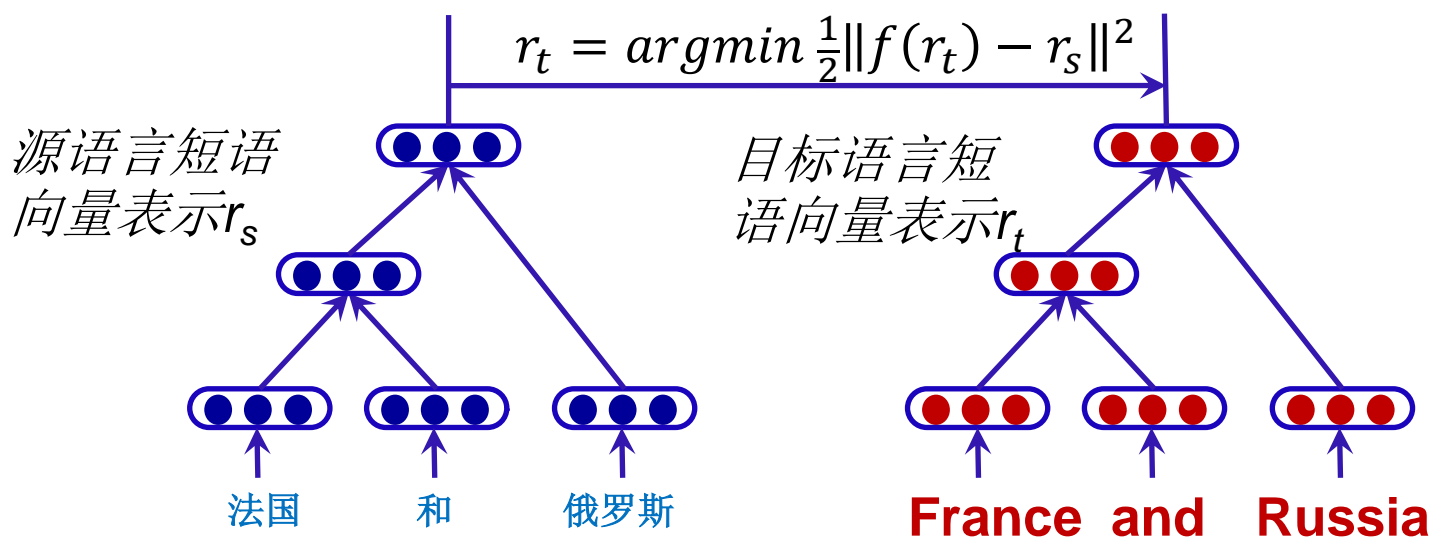 r_t = argmin ½‖f(r_t) − r_s‖²
源语言短语
向量表示r_s
目标语言短
语向量表示r_t
法国 和 俄罗斯
France and Russia